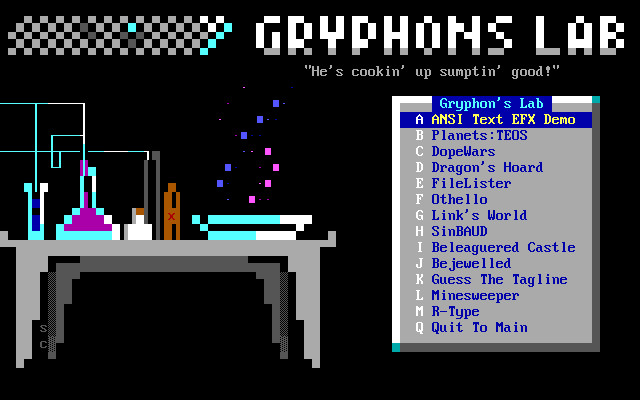 GRYPHONS LAB
"He's cookin' up sumptin' good!"
Gryphon's Lab
A ANSI Text EFX Demo
B Planets:TEOS
C DopeWars
D Dragon's Hoard
E FileLister
F Othello
G Link's World
H SinBAUD
I Beleaguered Castle
J Bejewelled
K Guess The Tagline
L Minesweeper
M R-Type
Q Quit To Main
X
S
C